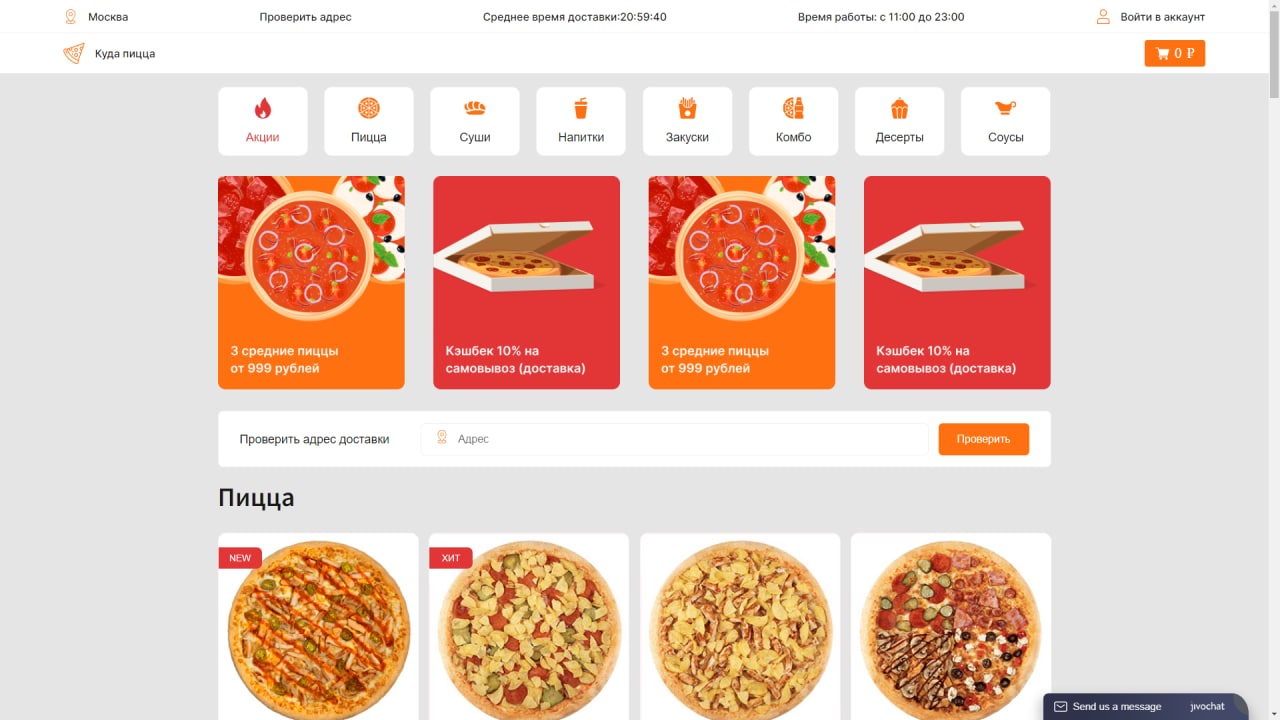 Москва
Проверить адрес
Среднее время доставки:20:59:40
Время работы: с 11:00 до 23:00
Войти в аккаунт
Куда пицца
0 ₽
Акции
Пицца
Суши
Напитки
Закуски
Комбо
Десерты
Соусы
3 средние пиццы
от 999 рублей
Кэшбек 10% на
самовывоз (доставка)
3 средние пиццы
от 999 рублей
Кэшбек 10% на
самовывоз (доставка)
Проверить адрес доставки
Адрес
Проверить
Пицца
NEW
ХИТ
Send us a message
jivochat